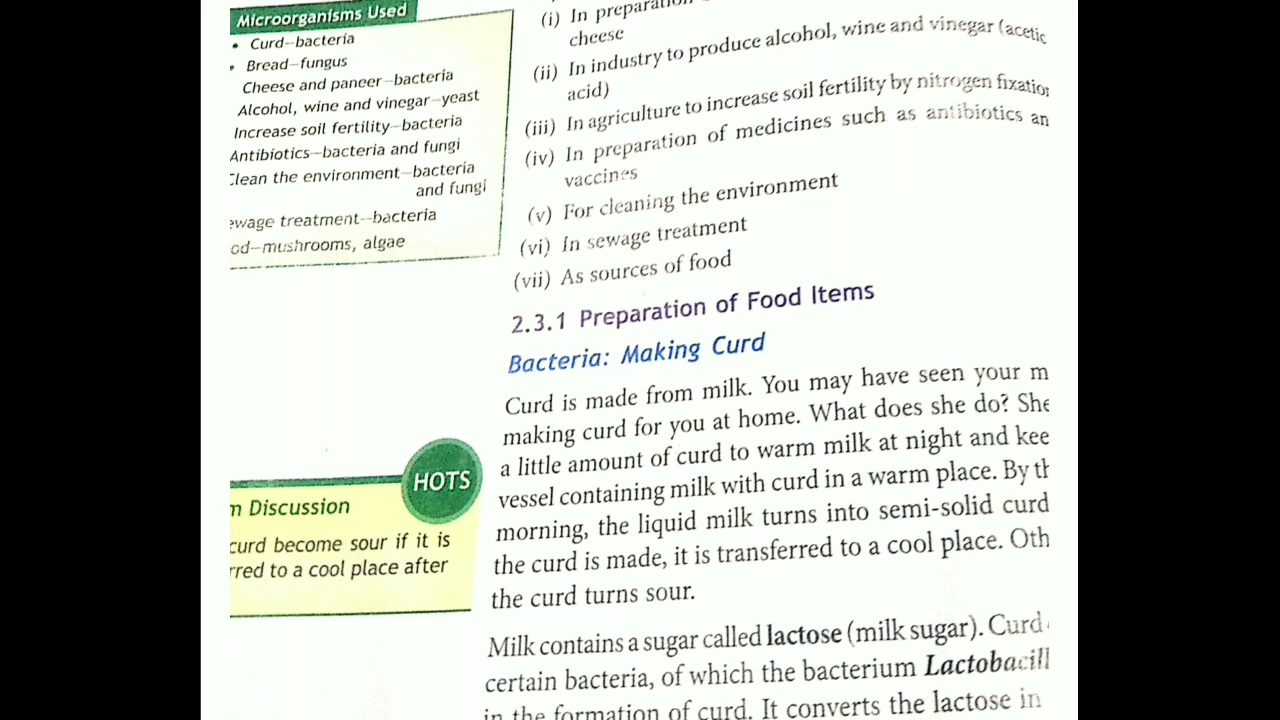 Microorganisms Used
• Curd—bacteria
• Bread—fungus
Cheese and paneer—bacteria
Alcohol, wine and vinegar—yeast
Increase soil fertility—bacteria
Antibiotics—bacteria and fungi
Clean the environment—bacteria
and fungi
ewage treatment—bacteria
od—mushrooms, algae
(i) In preparation
cheese
(ii) In industry to produce alcohol, wine and vinegar (acetic
acid)
(iii) In agriculture to increase soil fertility by nitrogen fixation
(iv) In preparation of medicines such as antibiotics an
vaccines
(v) For cleaning the environment
(vi) In sewage treatment
(vii) As sources of food
2.3.1 Preparation of Food Items
Bacteria: Making Curd
Curd is made from milk. You may have seen your m
making curd for you at home. What does she do? She
a little amount of curd to warm milk at night and kee
vessel containing milk with curd in a warm place. By th
morning, the liquid milk turns into semi-solid curd
the curd is made, it is transferred to a cool place. Oth
the curd turns sour.
HOTS
m Discussion
curd become sour if it is
rred to a cool place after
Milk contains a sugar called lactose (milk sugar). Curd
certain bacteria, of which the bacterium Lactobacill
in the formation of curd. It converts the lactose in